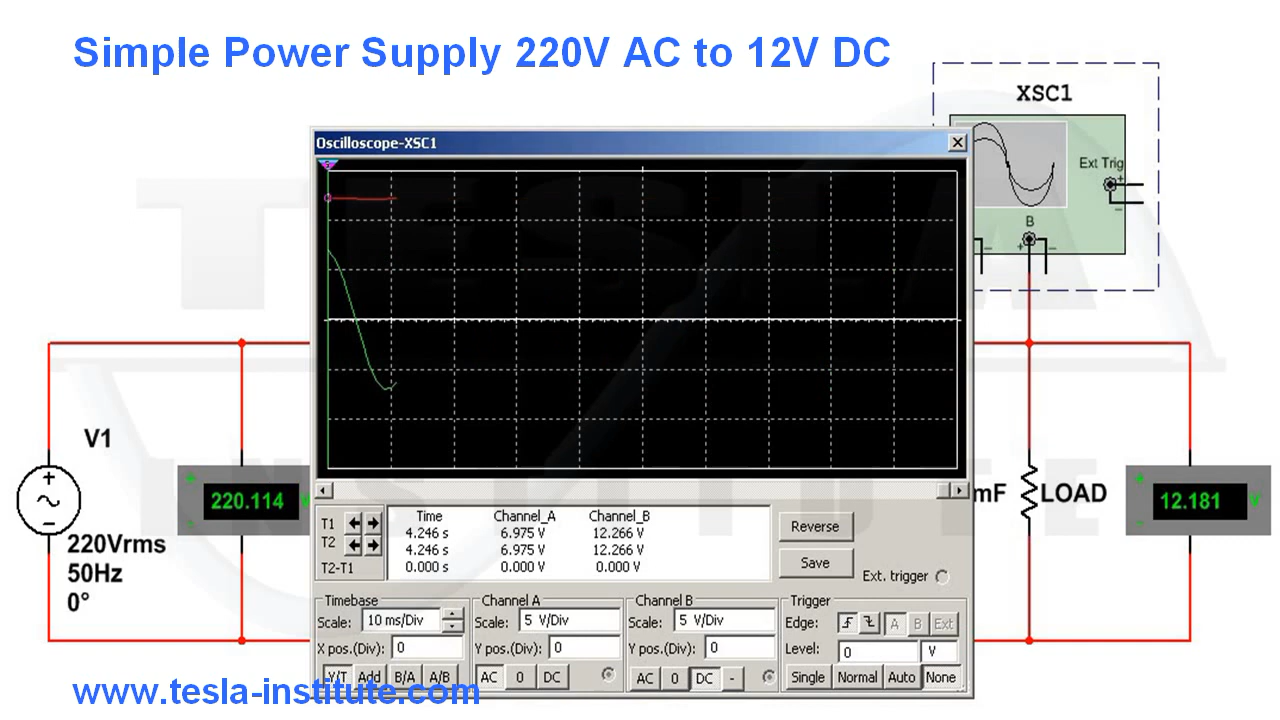 Simple Power Supply 220V AC to 12V DC
XSC1
Oscilloscope-XSC1
Ext Trig
+
-
B
+ -
TESLA
INSTITUTE
V1
220.114 V
220Vrms
50Hz
0°
mF
LOAD
12.181 V
Time Channel_A Channel_B
T1 4.246 s 6.975 V 12.266 V
T2 4.246 s 6.975 V 12.266 V
T2-T1 0.000 s 0.000 V 0.000 V
Reverse
Save
Ext. trigger
Timebase
Scale: 10 ms/Div
X pos.(Div): 0
Y/T Add B/A A/B
Channel A
Scale: 5 V/Div
Y pos.(Div): 0
AC 0 DC
Channel B
Scale: 5 V/Div
Y pos.(Div): 0
AC 0 DC -
Trigger
Edge: A B Ext
Level: 0 V
Single Normal Auto None
www.tesla-institute.com